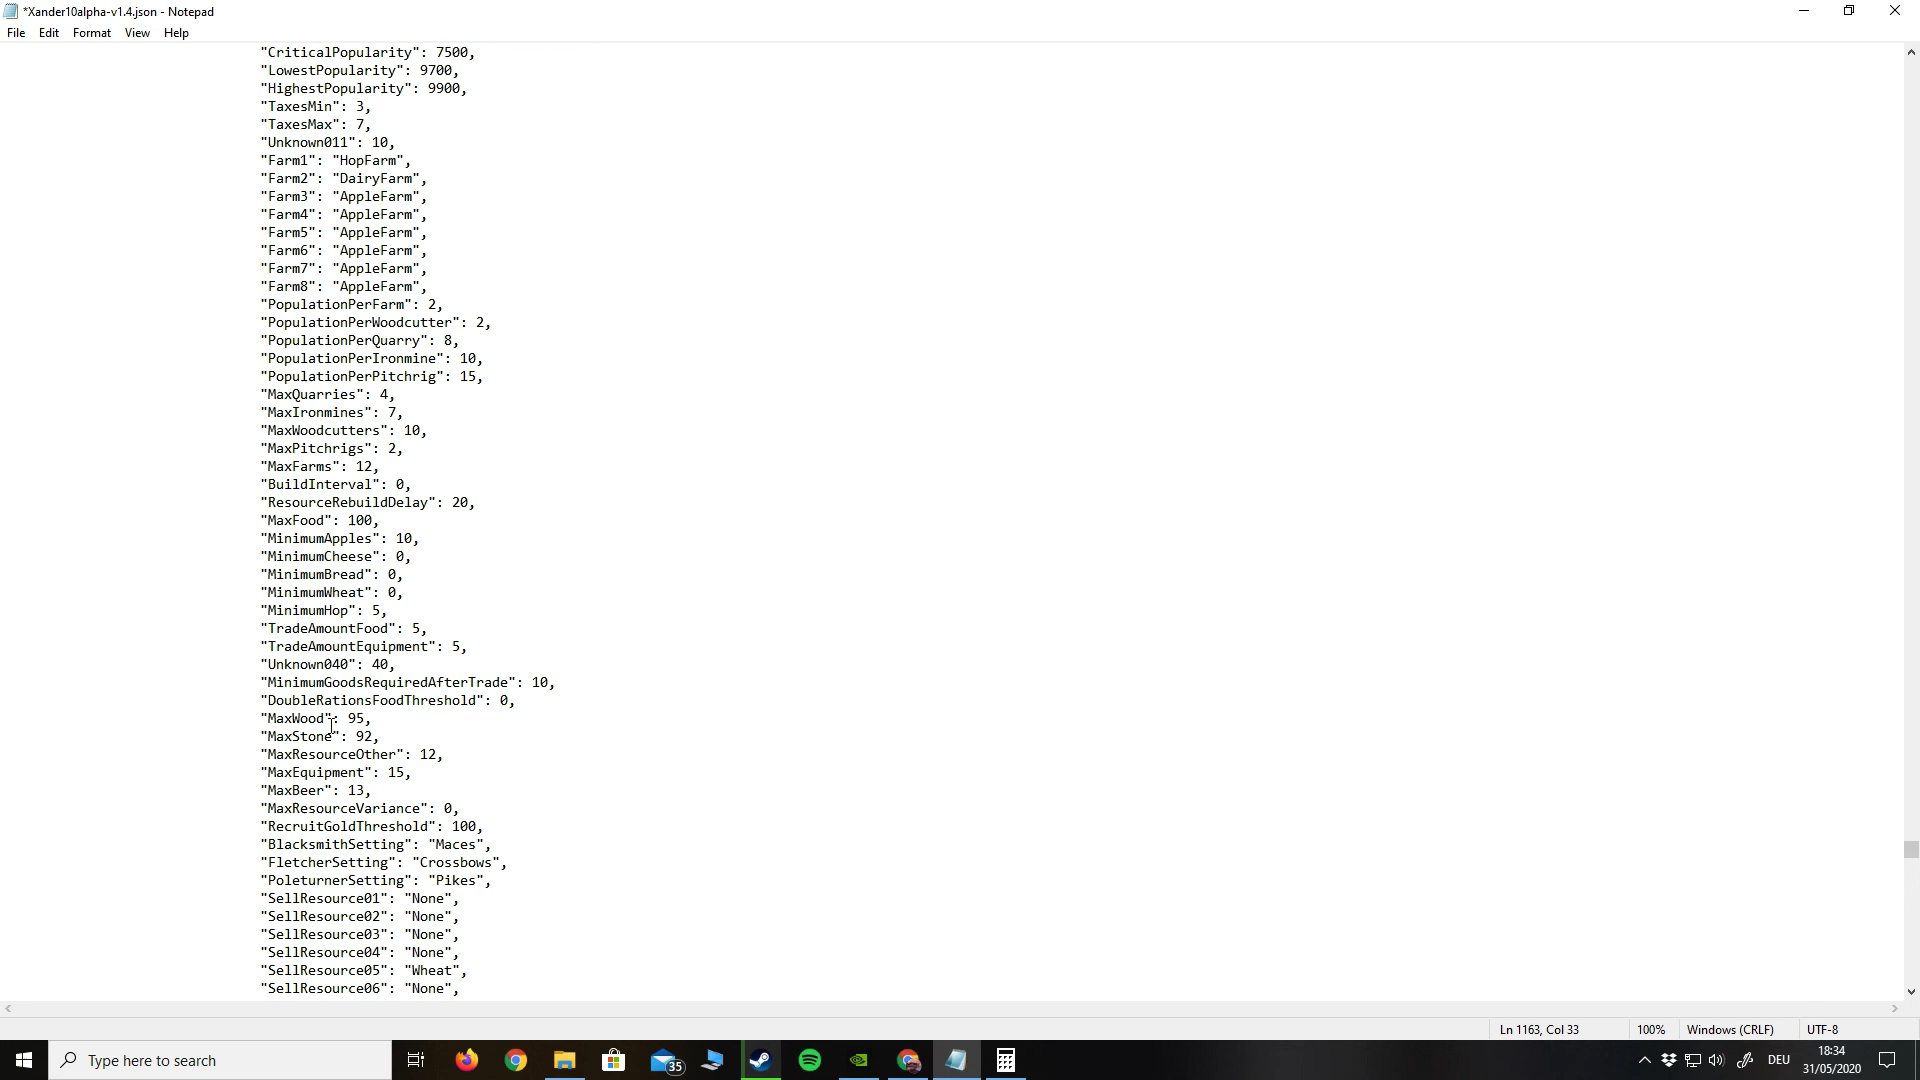 *Xander10alpha-v1.4.json - Notepad
File Edit Format View Help
"CriticalPopularity": 7500,
"LowestPopularity": 9700,
"HighestPopularity": 9900,
"TaxesMin": 3,
"TaxesMax": 7,
"Unknown011": 10,
"Farm1": "HopFarm",
"Farm2": "DairyFarm",
"Farm3": "AppleFarm",
"Farm4": "AppleFarm",
"Farm5": "AppleFarm",
"Farm6": "AppleFarm",
"Farm7": "AppleFarm",
"Farm8": "AppleFarm",
"PopulationPerFarm": 2,
"PopulationPerWoodcutter": 2,
"PopulationPerQuarry": 8,
"PopulationPerIronmine": 10,
"PopulationPerPitchrig": 15,
"MaxQuarries": 4,
"MaxIronmines": 7,
"MaxWoodcutters": 10,
"MaxPitchrigs": 2,
"MaxFarms": 12,
"BuildInterval": 0,
"ResourceRebuildDelay": 20,
"MaxFood": 100,
"MinimumApples": 10,
"MinimumCheese": 0,
"MinimumBread": 0,
"MinimumWheat": 0,
"MinimumHop": 5,
"TradeAmountFood": 5,
"TradeAmountEquipment": 5,
"Unknown040": 40,
"MinimumGoodsRequiredAfterTrade": 10,
"DoubleRationsFoodThreshold": 0,
"MaxWood": 95,
"MaxStone": 92,
"MaxResourceOther": 12,
"MaxEquipment": 15,
"MaxBeer": 13,
"MaxResourceVariance": 0,
"RecruitGoldThreshold": 100,
"BlacksmithSetting": "Maces",
"FletcherSetting": "Crossbows",
"PoleturnerSetting": "Pikes",
"SellResource01": "None",
"SellResource02": "None",
"SellResource03": "None",
"SellResource04": "None",
"SellResource05": "Wheat",
"SellResource06": "None",
Ln 1163, Col 33 100% Windows (CRLF) UTF-8
Type here to search 35 DEU 18:34
31/05/2020